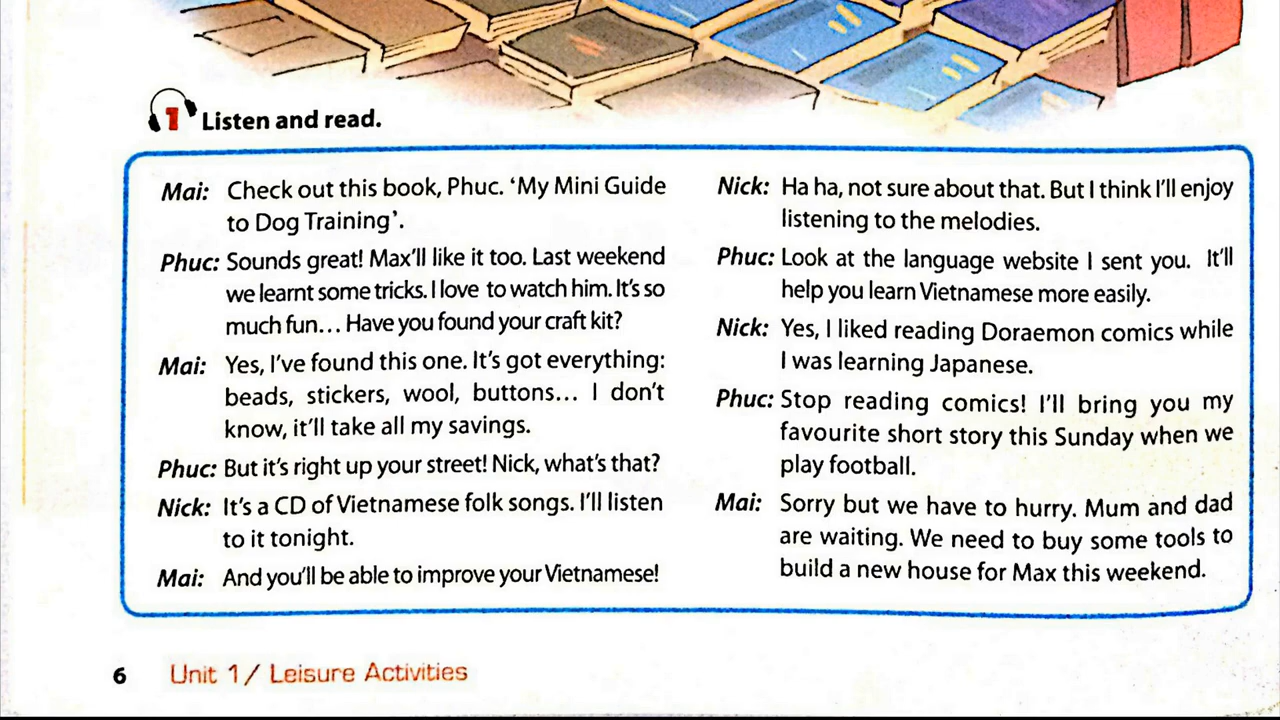 1 Listen and read.
Mai: Check out this book, Phuc. ‘My Mini Guide
to Dog Training’.
Phuc: Sounds great! Max’ll like it too. Last weekend
we learnt some tricks. I love to watch him. It’s so
much fun… Have you found your craft kit?
Mai: Yes, I’ve found this one. It’s got everything:
beads, stickers, wool, buttons… I don’t
know, it’ll take all my savings.
Phuc: But it’s right up your street! Nick, what’s that?
Nick: It’s a CD of Vietnamese folk songs. I’ll listen
to it tonight.
Mai: And you’ll be able to improve your Vietnamese!
Nick: Ha ha, not sure about that. But I think I’ll enjoy
listening to the melodies.
Phuc: Look at the language website I sent you. It’ll
help you learn Vietnamese more easily.
Nick: Yes, I liked reading Doraemon comics while
I was learning Japanese.
Phuc: Stop reading comics! I’ll bring you my
favourite short story this Sunday when we
play football.
Mai: Sorry but we have to hurry. Mum and dad
are waiting. We need to buy some tools to
build a new house for Max this weekend.
6 Unit 1/ Leisure Activities